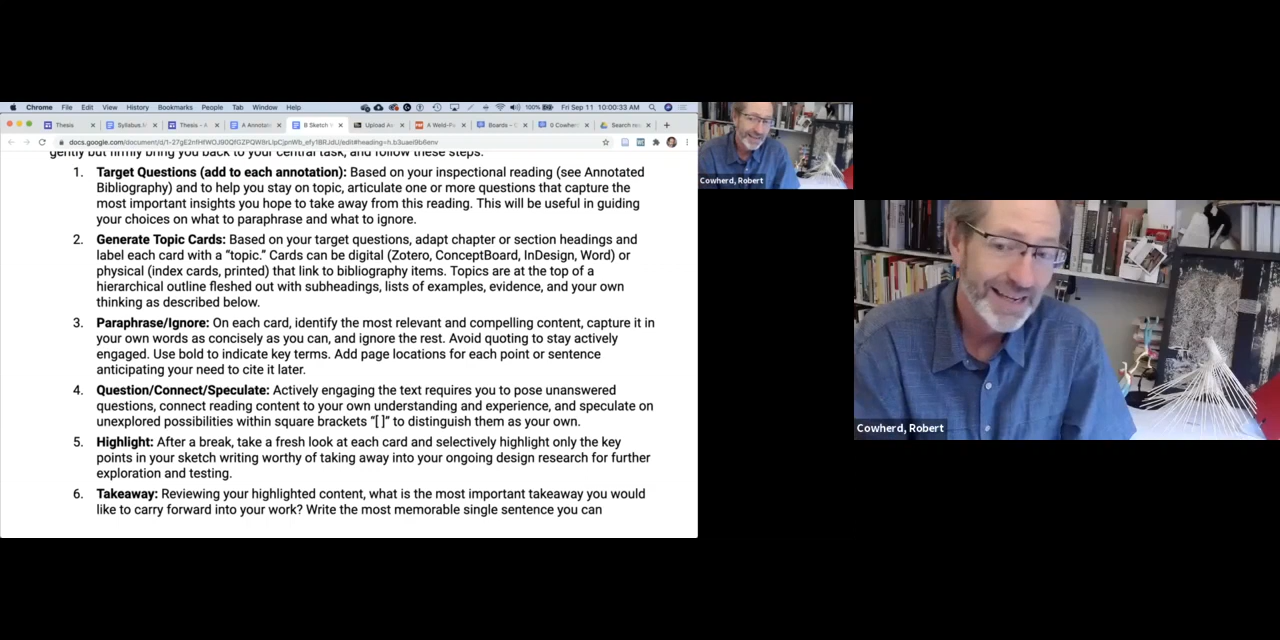 Chrome File Edit View History Bookmarks People Tab Window Help 100% Fri Sep 11 10:00:33 AM
Thesis Syllabus Thesis - A A Annotat B Sketch Upload A A Weld-P Boards - C 0 Cowher Search res
gently but firmly bring you back to your central task, and follow these steps.
1. Target Questions (add to each annotation): Based on your inspectional reading (see Annotated
Bibliography) and to help you stay on topic, articulate one or more questions that capture the
most important insights you hope to take away from this reading. This will be useful in guiding
your choices on what to paraphrase and what to ignore.
2. Generate Topic Cards: Based on your target questions, adapt chapter or section headings and
label each card with a “topic.” Cards can be digital (Zotero, ConceptBoard, InDesign, Word) or
physical (index cards, printed) that link to bibliography items. Topics are at the top of a
hierarchical outline fleshed out with subheadings, lists of examples, evidence, and your own
thinking as described below.
3. Paraphrase/Ignore: On each card, identify the most relevant and compelling content, capture it in
your own words as concisely as you can, and ignore the rest. Avoid quoting to stay actively
engaged. Use bold to indicate key terms. Add page locations for each point or sentence
anticipating your need to cite it later.
4. Question/Connect/Speculate: Actively engaging the text requires you to pose unanswered
questions, connect reading content to your own understanding and experience, and speculate on
unexplored possibilities within square brackets “[ ]” to distinguish them as your own.
5. Highlight: After a break, take a fresh look at each card and selectively highlight only the key
points in your sketch writing worthy of taking away into your ongoing design research for further
exploration and testing.
6. Takeaway: Reviewing your highlighted content, what is the most important takeaway you would
like to carry forward into your work? Write the most memorable single sentence you can
Cowherd, Robert
Cowherd, Robert